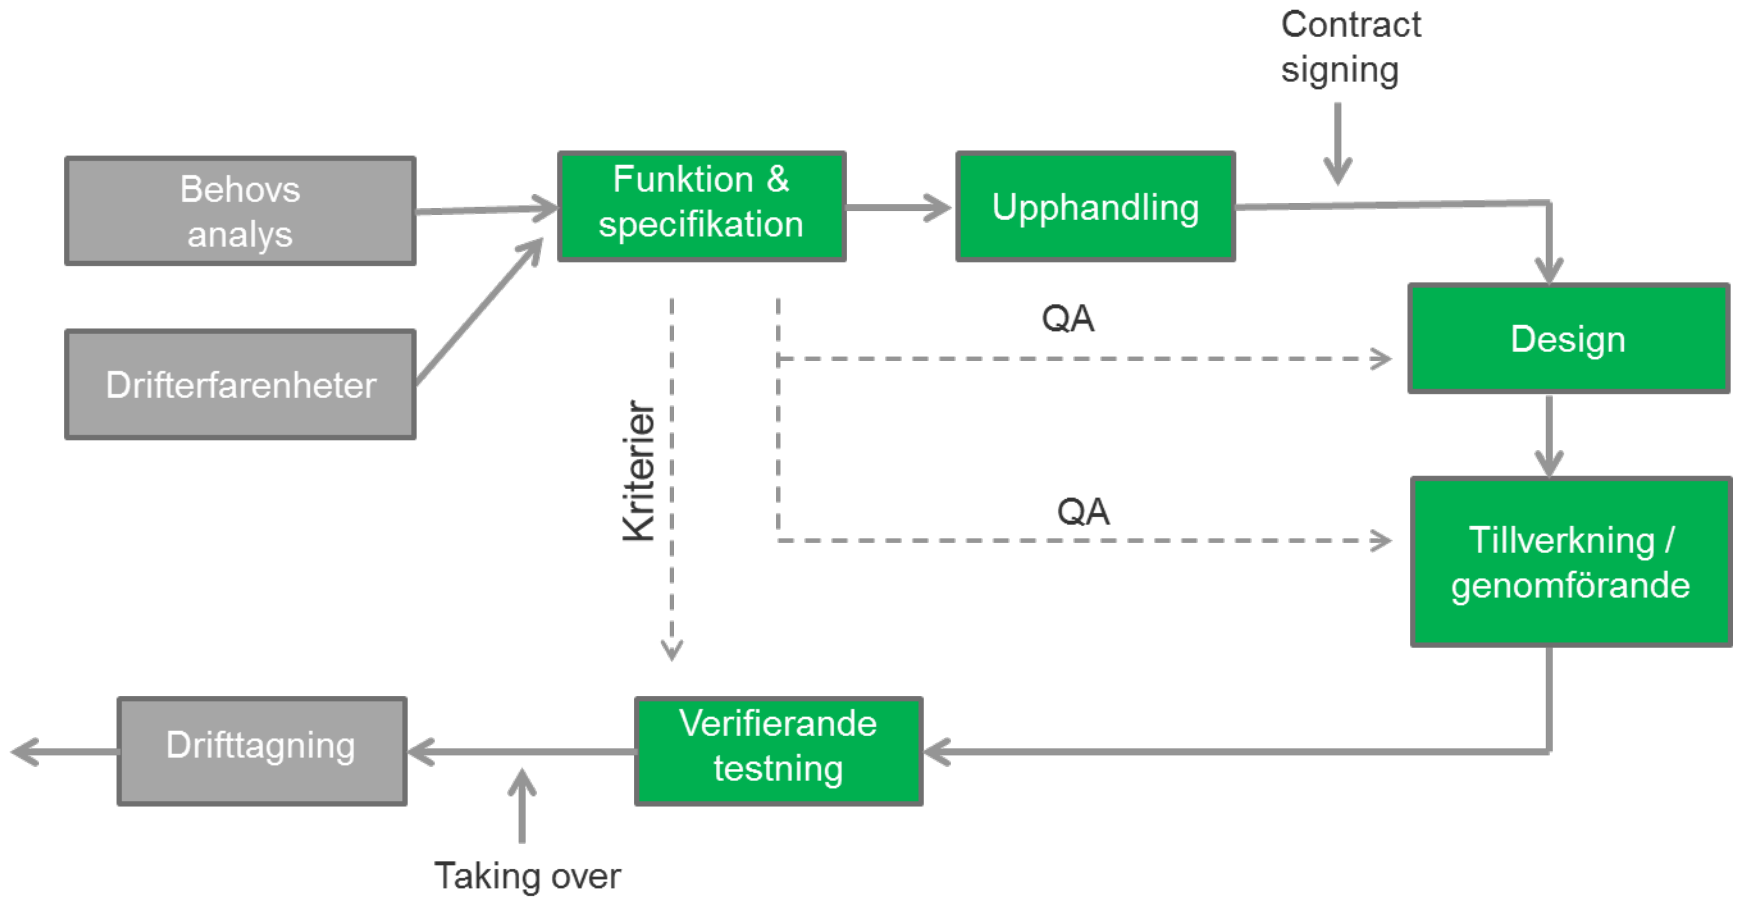 Contract
signing
Behovs
analys
Funktion &
specifikation
Upphandling
QA
Design
Drifterfarenheter
Kriterier
QA
Tillverkning /
genomförande
Drifttagning
Verifierande
testning
Taking over